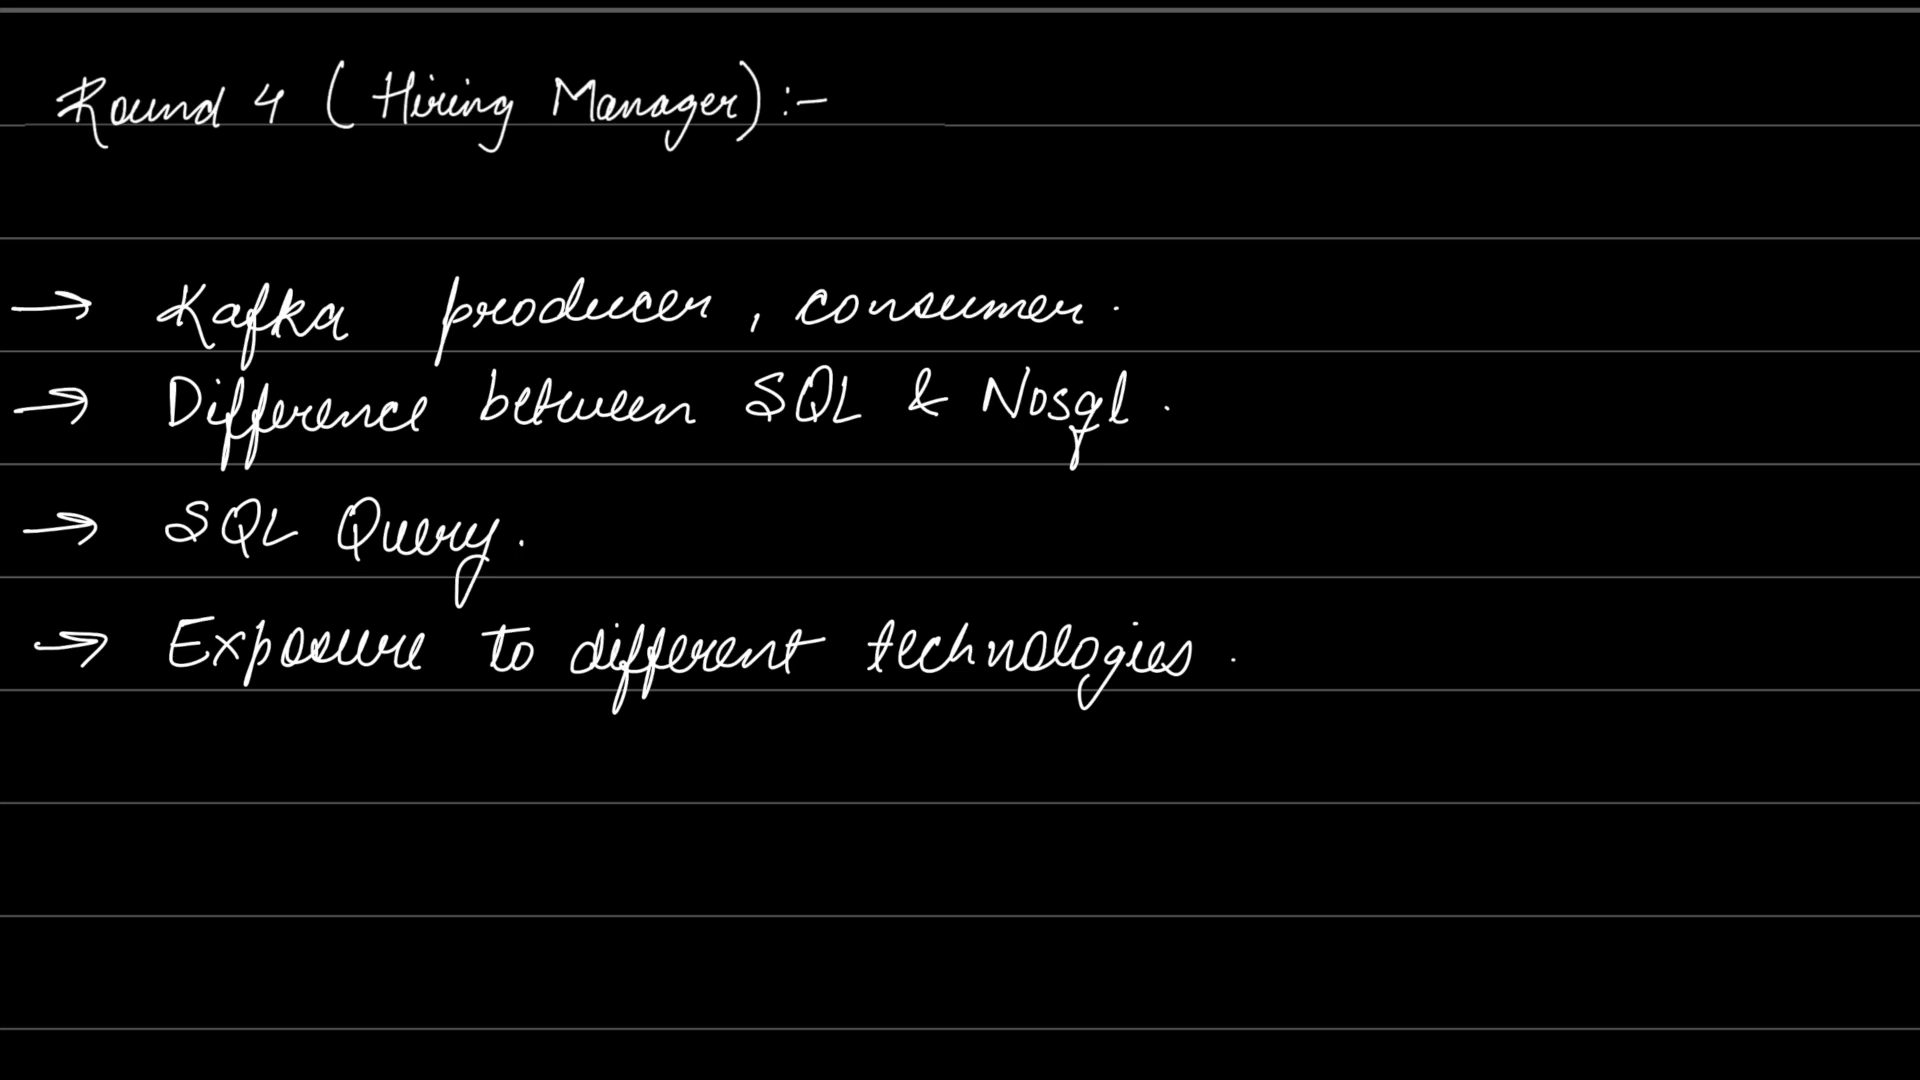 Round 4 (Hiring Manager):-
→ Kafka producer, consumer.
→ Difference between SQL & Nosql.
→ SQL Query.
→ Exposure to different technologies.